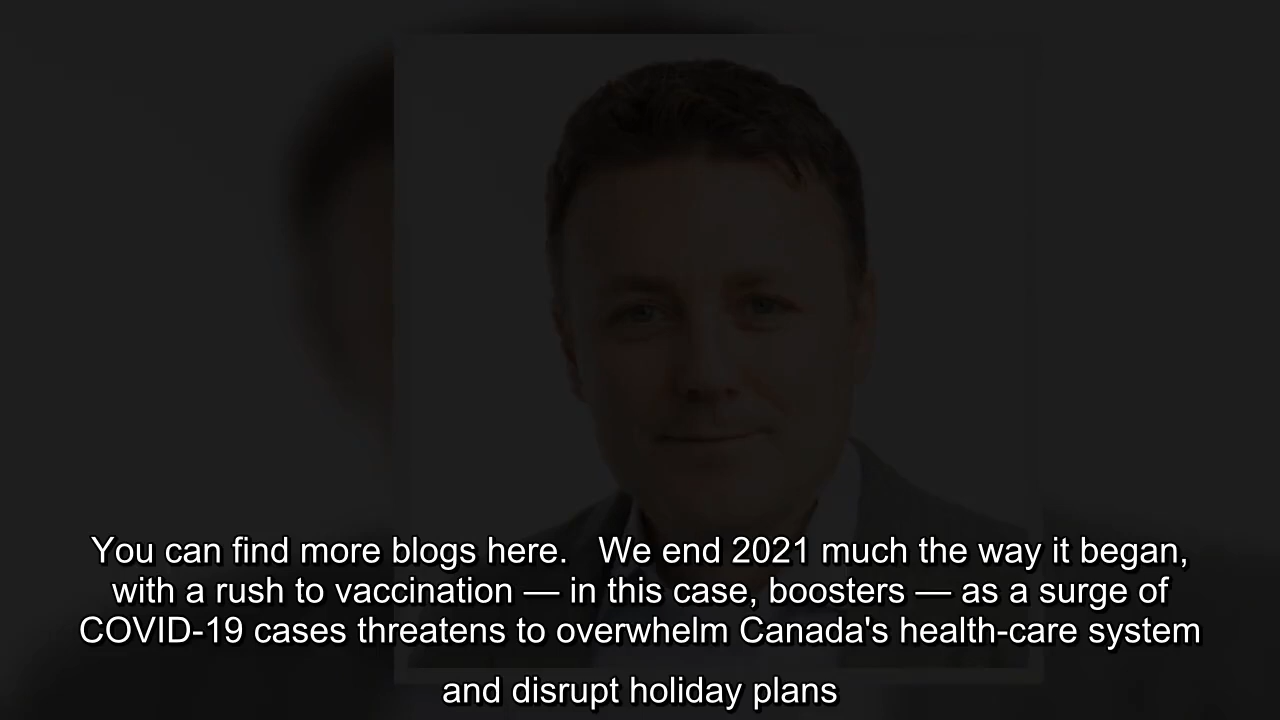 You can find more blogs here.   We end 2021 much the way it began,
with a rush to vaccination — in this case, boosters — as a surge of
COVID-19 cases threatens to overwhelm Canada's health-care system
and disrupt holiday plans